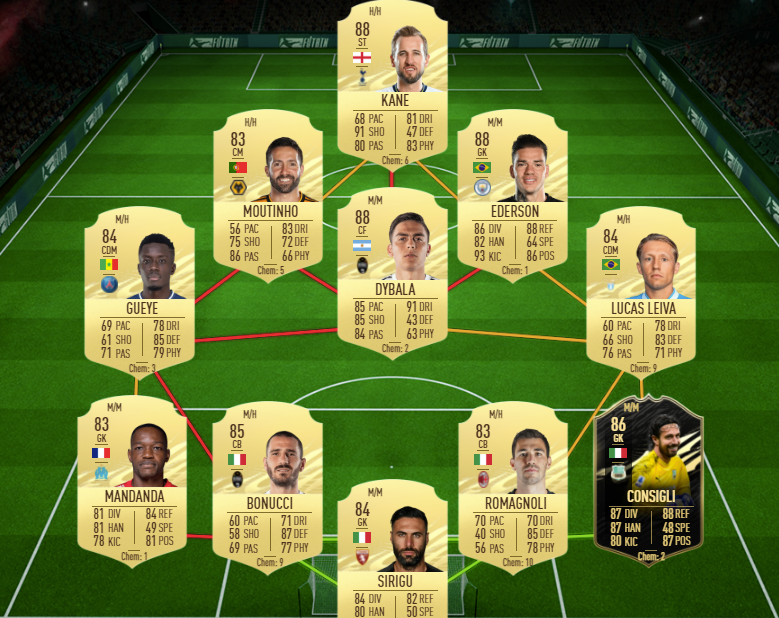 H/H
88
ST
KANE
68 PAC 81 DRI
91 SHO 47 DEF
80 PAS 83 PHY
Chem: 6
H/H
83
CM
MOUTINHO
56 PAC 83 DRI
75 SHO 72 DEF
86 PAS 66 PHY
Chem: 5
M/M
88
GK
EDERSON
86 DIV 88 REF
82 HAN 64 SPE
93 KIC 86 POS
Chem: 1
M/M
88
CF
DYBALA
85 PAC 91 DRI
85 SHO 43 DEF
84 PAS 63 PHY
Chem: 2
M/H
84
CDM
GUEYE
69 PAC 78 DRI
61 SHO 85 DEF
71 PAS 79 PHY
Chem: 3
M/H
84
CDM
LUCAS LEIVA
60 PAC 78 DRI
66 SHO 83 DEF
76 PAS 71 PHY
Chem: 9
M/M
83
GK
MANDANDA
81 DIV 84 REF
81 HAN 49 SPE
78 KIC 81 POS
Chem: 1
M/H
85
CB
BONUCCI
60 PAC 71 DRI
58 SHO 87 DEF
69 PAS 77 PHY
Chem: 9
M/M
84
GK
SIRIGU
84 DIV 82 REF
80 HAN 50 SPE
M/H
83
CB
ROMAGNOLI
70 PAC 70 DRI
40 SHO 85 DEF
56 PAS 78 PHY
Chem: 10
M/M
86
GK
CONSIGLI
87 DIV 88 REF
87 HAN 48 SPE
80 KIC 87 POS
Chem: 2